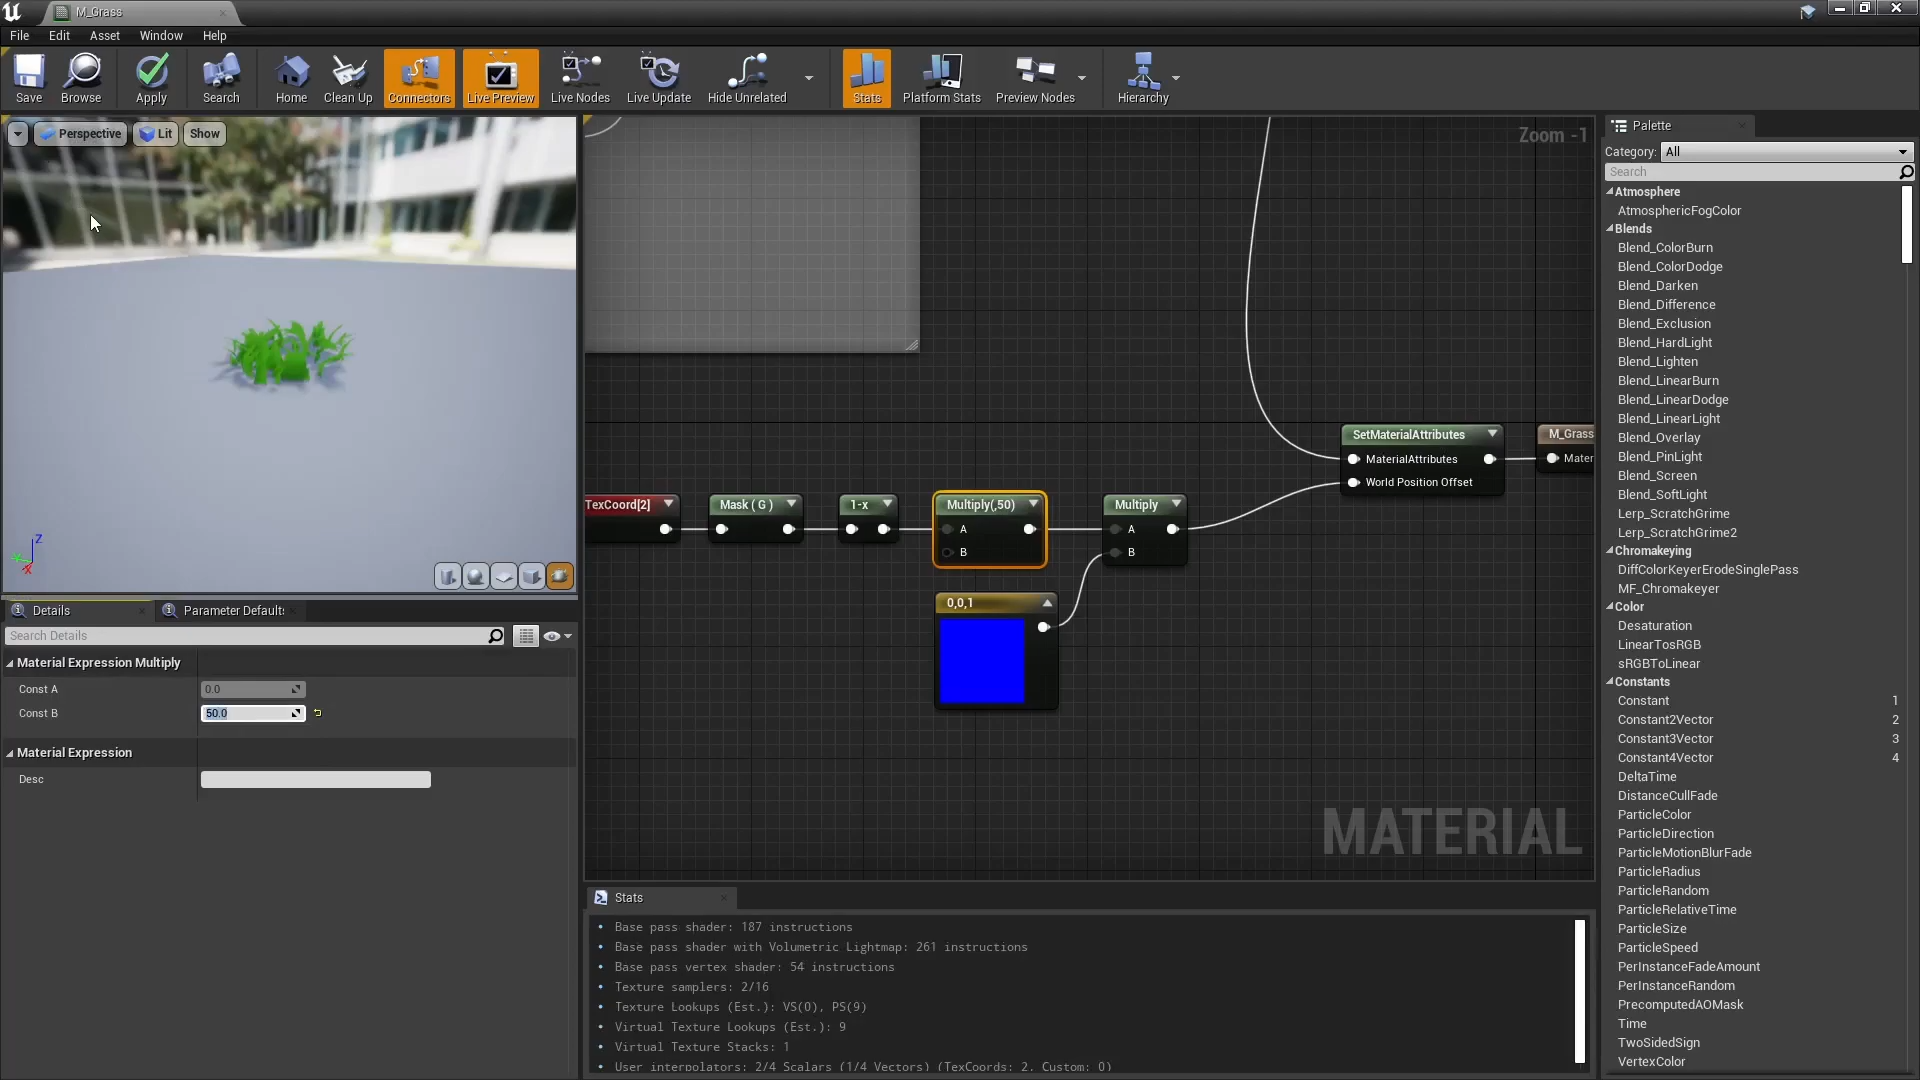 M_Grass
File Edit Asset Window Help
Save Browse Apply Search Home Clean Up Connectors Live Preview Live Nodes Live Update Hide Unrelated Stats Platform Stats Preview Nodes Hierarchy
Perspective Lit Show
Zoom -1
Z
TexCoord[2]
Mask ( G )
1-x
Multiply(,50)
A
B
Multiply
A
B
0,0,1
SetMaterialAttributes
MaterialAttributes
World Position Offset
M_Grass
Mater
MATERIAL
Details Parameter Defaults
Search Details
Material Expression Multiply
Const A 0.0
Const B 50.0
Material Expression
Desc
Stats
• Base pass shader: 187 instructions
• Base pass shader with Volumetric Lightmap: 261 instructions
• Base pass vertex shader: 54 instructions
• Texture samplers: 2/16
• Texture Lookups (Est.): VS(0), PS(9)
• Virtual Texture Lookups (Est.): 9
• Virtual Texture Stacks: 1
• User interpolators: 2/4 Scalars (1/4 Vectors) (TexCoords: 2, Custom: 0)
Palette
Category: All
Search
Atmosphere
AtmosphericFogColor
Blends
Blend_ColorBurn
Blend_ColorDodge
Blend_Darken
Blend_Difference
Blend_Exclusion
Blend_HardLight
Blend_Lighten
Blend_LinearBurn
Blend_LinearDodge
Blend_LinearLight
Blend_Overlay
Blend_PinLight
Blend_Screen
Blend_SoftLight
Lerp_ScratchGrime
Lerp_ScratchGrime2
Chromakeying
DiffColorKeyerErodeSinglePass
MF_Chromakeyer
Color
Desaturation
LinearTosRGB
sRGBToLinear
Constants
Constant 1
Constant2Vector 2
Constant3Vector 3
Constant4Vector 4
DeltaTime
DistanceCullFade
ParticleColor
ParticleDirection
ParticleMotionBlurFade
ParticleRadius
ParticleRandom
ParticleRelativeTime
ParticleSize
ParticleSpeed
PerInstanceFadeAmount
PerInstanceRandom
PrecomputedAOMask
Time
TwoSidedSign
VertexColor